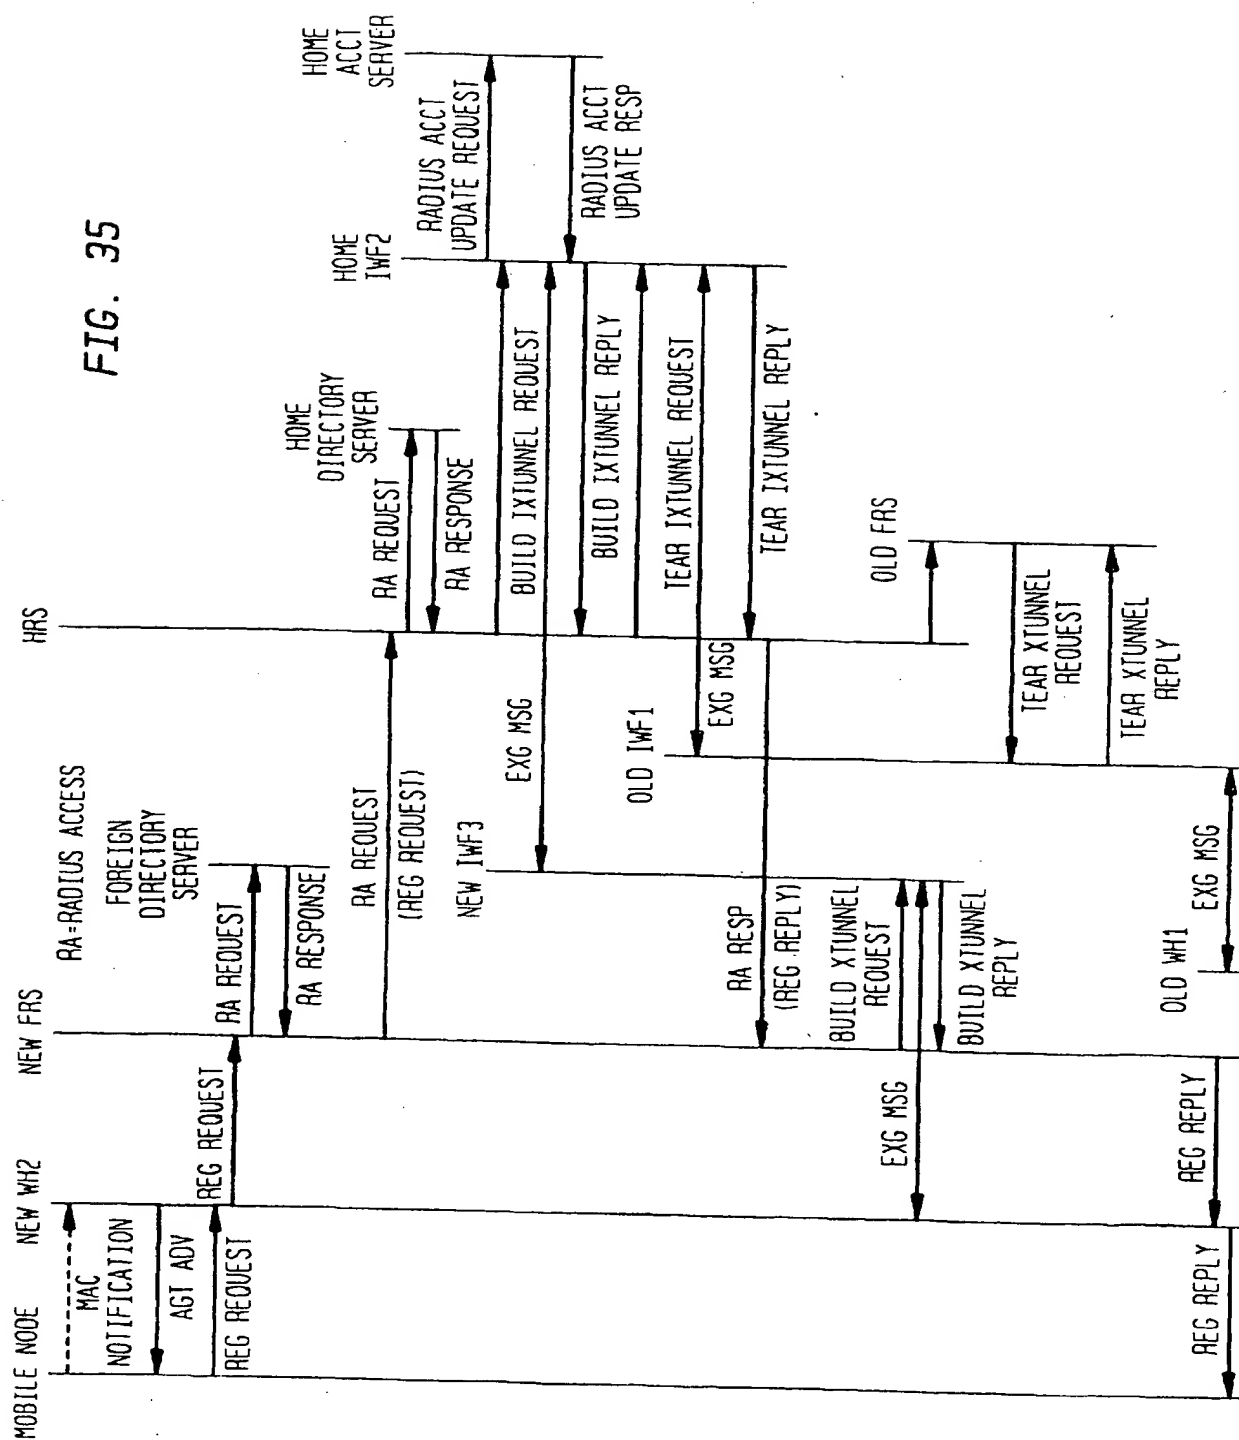 FIG. 35
MOBILE NODE
NEW WH2
NEW FRS
RA=RADIUS ACCESS
FOREIGN
DIRECTORY
SERVER
HRS
HOME
DIRECTORY
SERVER
HOME
IWF2
HOME
ACCT
SERVER
MAC
NOTIFICATION
AGT ADV
REG REQUEST
REG REQUEST
RA REQUEST
RA RESPONSE
RA REQUEST
(REG REQUEST)
RA REQUEST
RA RESPONSE
RADIUS ACCT
UPDATE REQUEST
RADIUS ACCT
UPDATE RESP
BUILD IXTUNNEL REQUEST
EXG MSG
NEW IWF3
BUILD IXTUNNEL REPLY
TEAR IXTUNNEL REQUEST
EXG MSG
OLD IWF1
TEAR IXTUNNEL REPLY
RA RESP
(REG REPLY)
BUILD XTUNNEL
REQUEST
EXG MSG
BUILD XTUNNEL
REPLY
OLD FRS
TEAR XTUNNEL
REQUEST
TEAR XTUNNEL
REPLY
OLD WH1
EXG MSG
REG REPLY
REG REPLY